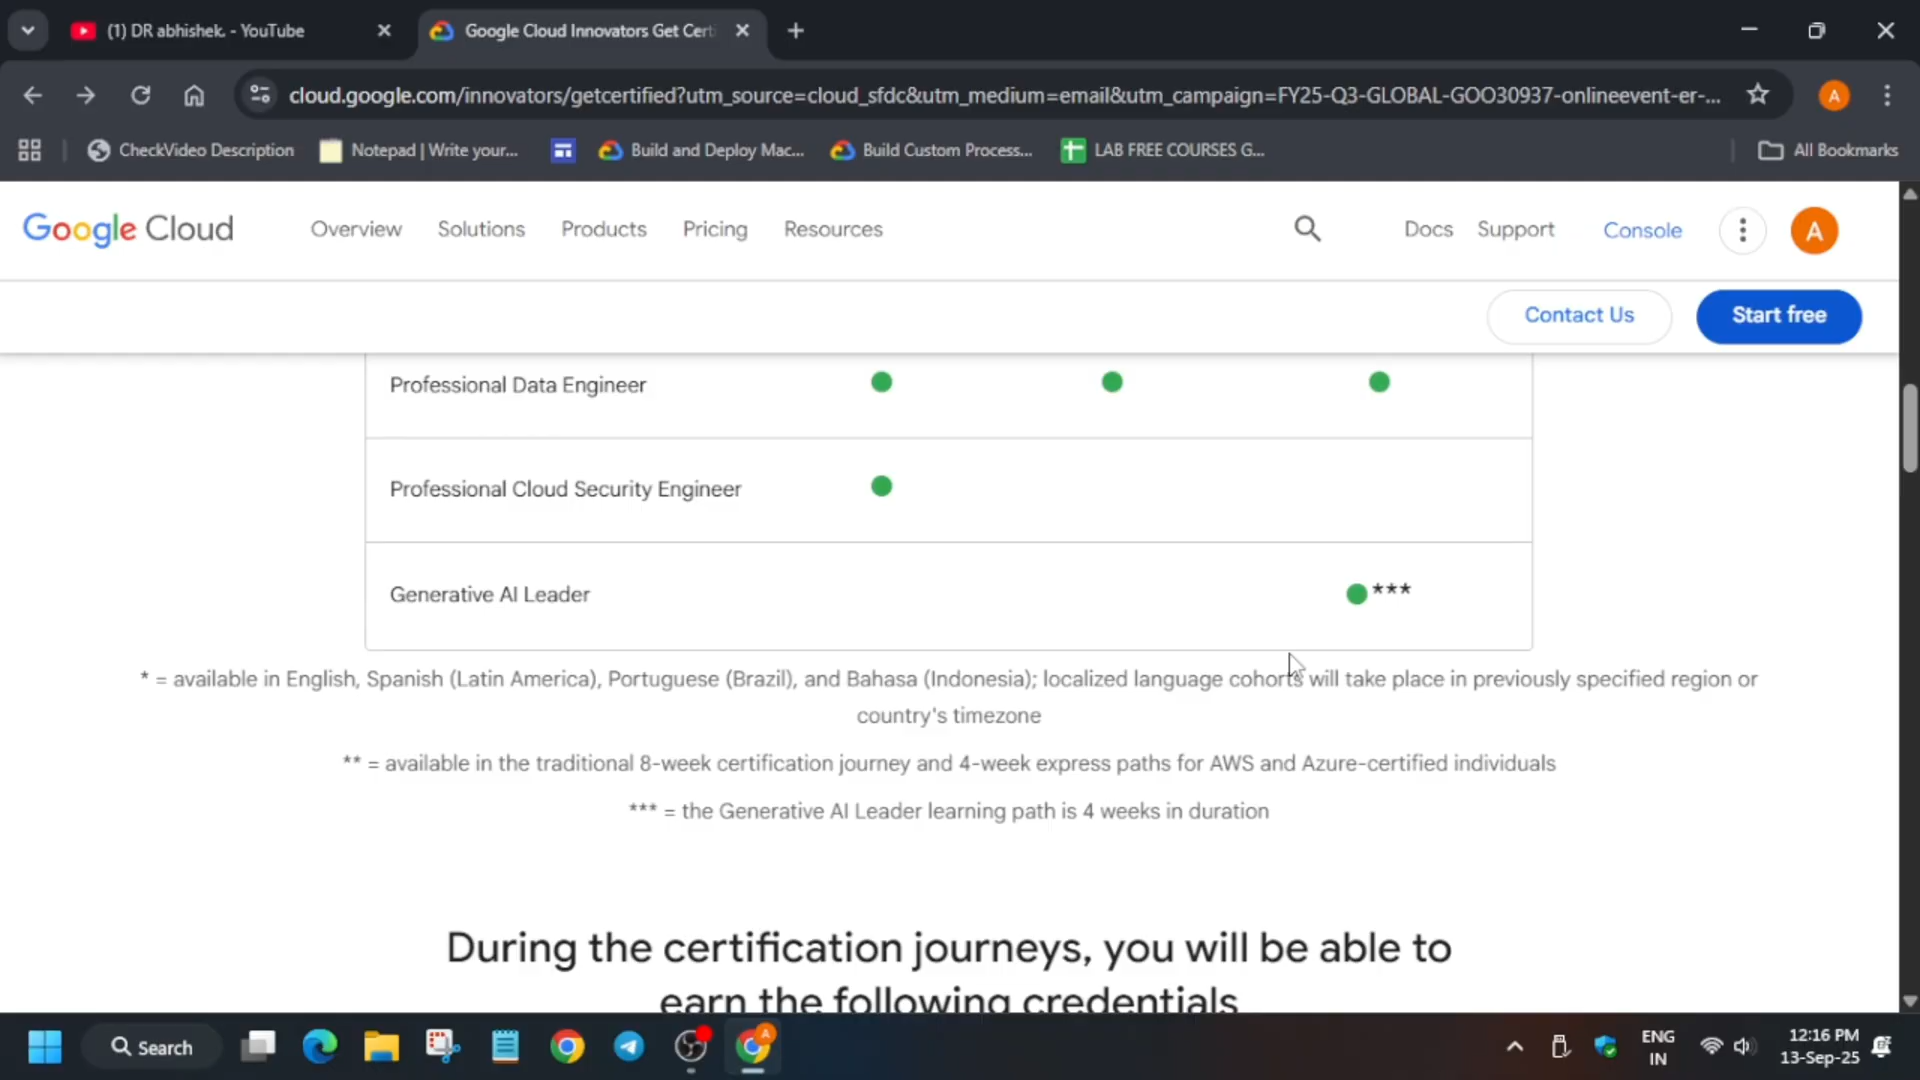 (1) DR abhishek. - YouTube
Google Cloud Innovators Get Cert
cloud.google.com/innovators/getcertified?utm_source=cloud_sfdc&utm_medium=email&utm_campaign=FY25-Q3-GLOBAL-GOO30937-onlineevent-er-...
A
CheckVideo Description
Notepad | Write your...
Build and Deploy Mac...
Build Custom Process...
LAB FREE COURSES G...
All Bookmarks
Google Cloud
Overview
Solutions
Products
Pricing
Resources
Docs
Support
Console
A
Contact Us
Start free
Professional Data Engineer
Professional Cloud Security Engineer
Generative AI Leader
***
* = available in English, Spanish (Latin America), Portuguese (Brazil), and Bahasa (Indonesia); localized language cohorts will take place in previously specified region or
country's timezone
** = available in the traditional 8-week certification journey and 4-week express paths for AWS and Azure-certified individuals
*** = the Generative AI Leader learning path is 4 weeks in duration
During the certification journeys, you will be able to
earn the following credentials
Search
A
ENG
IN
12:16 PM
13-Sep-25